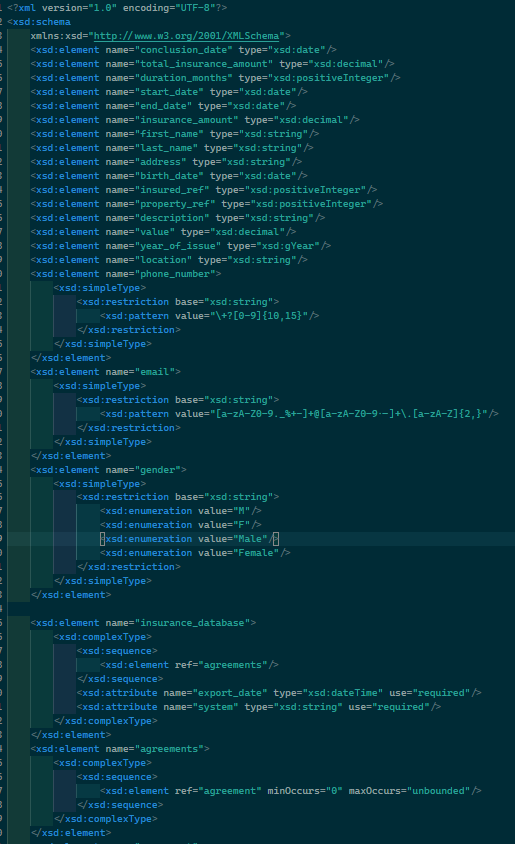 <?xml version="1.0" encoding="UTF-8"?>
<xsd:schema
xmlns:xsd="http://www.w3.org/2001/XMLSchema">
<xsd:element name="conclusion_date" type="xsd:date"/>
<xsd:element name="total_insurance_amount" type="xsd:decimal"/>
<xsd:element name="duration_months" type="xsd:positiveInteger"/>
<xsd:element name="start_date" type="xsd:date"/>
<xsd:element name="end_date" type="xsd:date"/>
<xsd:element name="insurance_amount" type="xsd:decimal"/>
<xsd:element name="first_name" type="xsd:string"/>
<xsd:element name="last_name" type="xsd:string"/>
<xsd:element name="address" type="xsd:string"/>
<xsd:element name="birth_date" type="xsd:date"/>
<xsd:element name="insured_ref" type="xsd:positiveInteger"/>
<xsd:element name="property_ref" type="xsd:positiveInteger"/>
<xsd:element name="description" type="xsd:string"/>
<xsd:element name="value" type="xsd:decimal"/>
<xsd:element name="year_of_issue" type="xsd:gYear"/>
<xsd:element name="location" type="xsd:string"/>
<xsd:element name="phone_number">
<xsd:simpleType>
<xsd:restriction base="xsd:string">
<xsd:pattern value="\+?[0-9]{10,15}"/>
</xsd:restriction>
</xsd:simpleType>
</xsd:element>
<xsd:element name="email">
<xsd:simpleType>
<xsd:restriction base="xsd:string">
<xsd:pattern value="[a-zA-Z0-9._%+-]+@[a-zA-Z0-9.-]+\.[a-zA-Z]{2,}"/>
</xsd:restriction>
</xsd:simpleType>
</xsd:element>
<xsd:element name="gender">
<xsd:simpleType>
<xsd:restriction base="xsd:string">
<xsd:enumeration value="M"/>
<xsd:enumeration value="F"/>
<xsd:enumeration value="Male"/>
<xsd:enumeration value="Female"/>
</xsd:restriction>
</xsd:simpleType>
</xsd:element>
<xsd:element name="insurance_database">
<xsd:complexType>
<xsd:sequence>
<xsd:element ref="agreements"/>
</xsd:sequence>
<xsd:attribute name="export_date" type="xsd:dateTime" use="required"/>
<xsd:attribute name="system" type="xsd:string" use="required"/>
</xsd:complexType>
</xsd:element>
<xsd:element name="agreements">
<xsd:complexType>
<xsd:sequence>
<xsd:element ref="agreement" minOccurs="0" maxOccurs="unbounded"/>
</xsd:sequence>
</xsd:complexType>
</xsd:element>